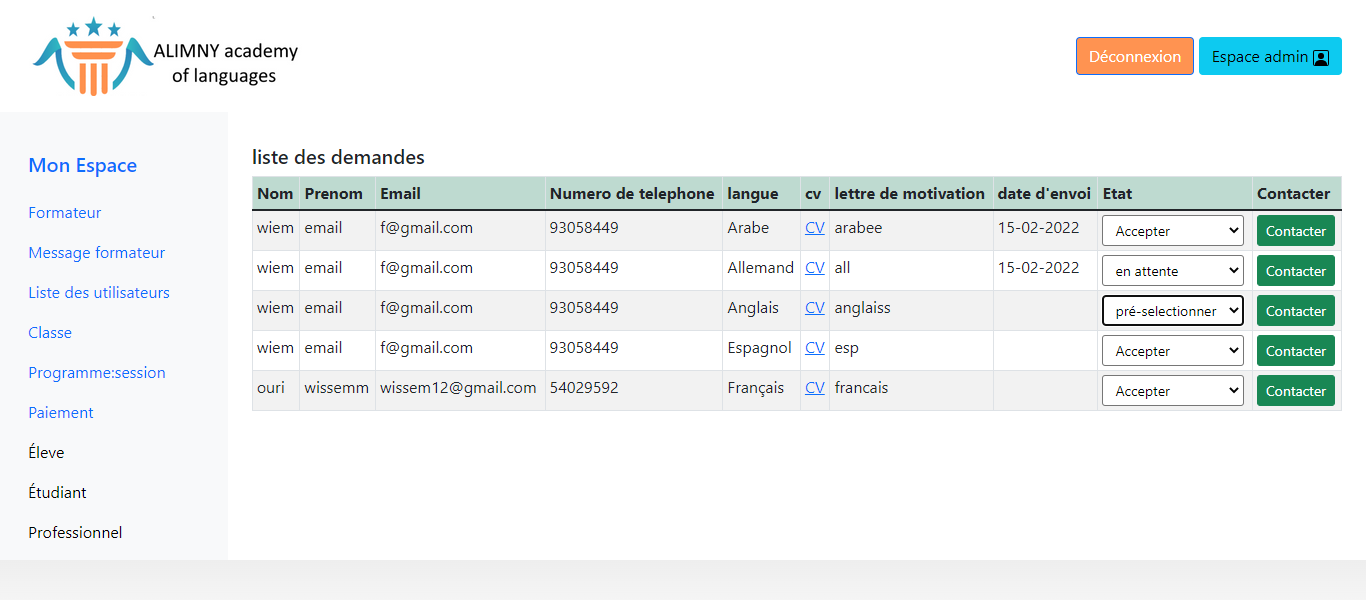 ALIMNY academy
of languages
Déconnexion
Espace admin
Mon Espace
Formateur
Message formateur
Liste des utilisateurs
Classe
Programme:session
Paiement
Éleve
Étudiant
Professionnel
liste des demandes
Nom Prenom Email Numero de telephone langue cv lettre de motivation date d'envoi Etat Contacter
wiem email f@gmail.com 93058449 Arabe CV arabee 15-02-2022 Accepter Contacter
wiem email f@gmail.com 93058449 Allemand CV all 15-02-2022 en attente Contacter
wiem email f@gmail.com 93058449 Anglais CV anglaiss pré-selectionner Contacter
wiem email f@gmail.com 93058449 Espagnol CV esp Accepter Contacter
ouri wissemm wissem12@gmail.com 54029592 Français CV francais Accepter Contacter